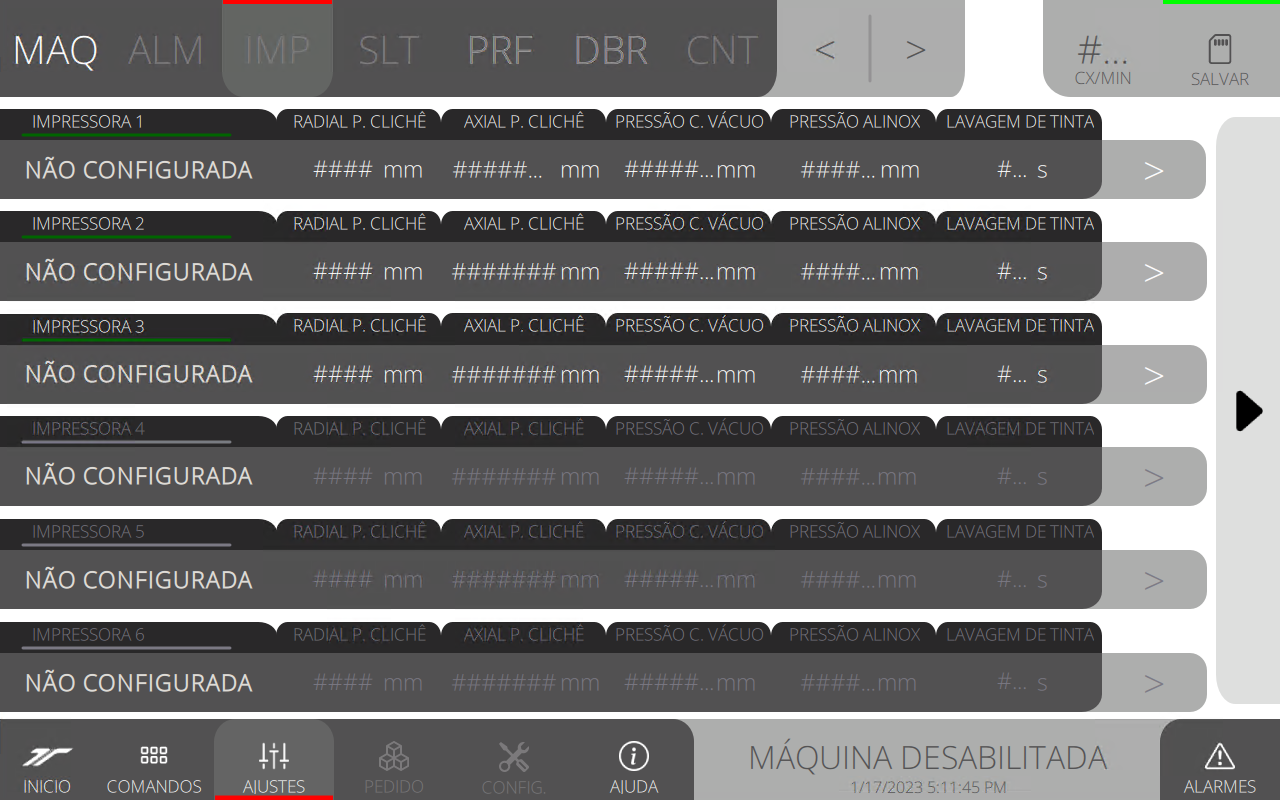 MAQ ALM IMP SLT PRF DBR CNT < > #...
CX/MIN SALVAR
IMPRESSORA 1 RADIAL P. CLICHÊ AXIAL P. CLICHÊ PRESSÃO C. VÁCUO PRESSÃO ALINOX LAVAGEM DE TINTA
NÃO CONFIGURADA #### mm #####... mm #####... mm ####... mm #... s >
IMPRESSORA 2 RADIAL P. CLICHÊ AXIAL P. CLICHÊ PRESSÃO C. VÁCUO PRESSÃO ALINOX LAVAGEM DE TINTA
NÃO CONFIGURADA #### mm ####### mm #####... mm ####... mm #... s >
IMPRESSORA 3 RADIAL P. CLICHÊ AXIAL P. CLICHÊ PRESSÃO C. VÁCUO PRESSÃO ALINOX LAVAGEM DE TINTA
NÃO CONFIGURADA #### mm ####### mm #####... mm ####... mm #... s >
IMPRESSORA 4 RADIAL P. CLICHÊ AXIAL P. CLICHÊ PRESSÃO C. VÁCUO PRESSÃO ALINOX LAVAGEM DE TINTA
NÃO CONFIGURADA #### mm ####### mm #####... mm ####... mm #... s >
IMPRESSORA 5 RADIAL P. CLICHÊ AXIAL P. CLICHÊ PRESSÃO C. VÁCUO PRESSÃO ALINOX LAVAGEM DE TINTA
NÃO CONFIGURADA #### mm ####### mm #####... mm ####... mm #... s >
IMPRESSORA 6 RADIAL P. CLICHÊ AXIAL P. CLICHÊ PRESSÃO C. VÁCUO PRESSÃO ALINOX LAVAGEM DE TINTA
NÃO CONFIGURADA #### mm ####### mm #####... mm ####... mm #... s >
MÁQUINA DESABILITADA
INICIO COMANDOS AJUSTES PEDIDO CONFIG. AJUDA 1/17/2023 5:11:45 PM ALARMES